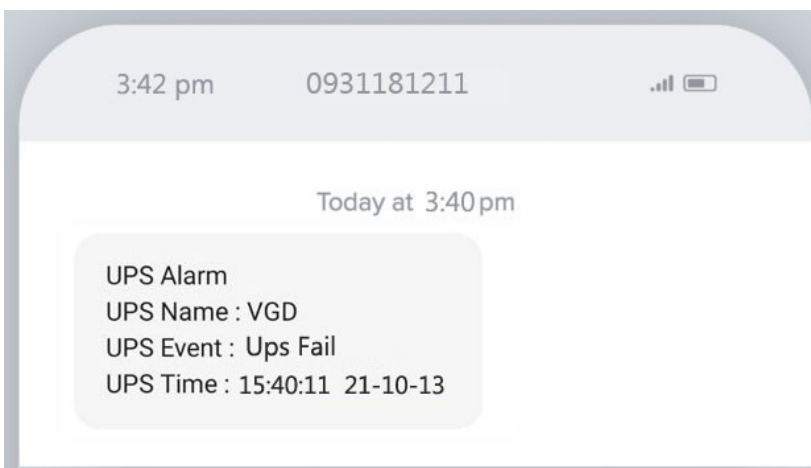 3:42 pm 0931181211
Today at 3:40 pm
UPS Alarm
UPS Name : VGD
UPS Event : Ups Fail
UPS Time : 15:40:11 21-10-13